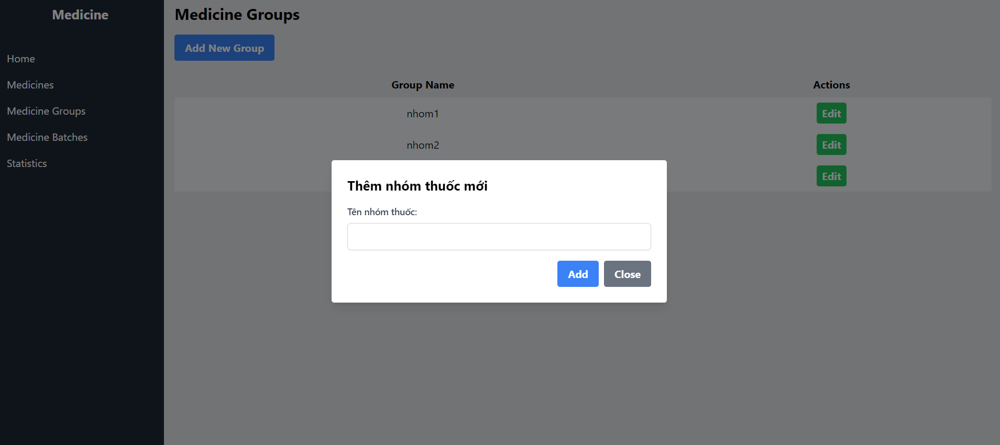 Medicine
Home
Medicines
Medicine Groups
Medicine Batches
Statistics
Medicine Groups
Add New Group
Group Name Actions
nhom1 Edit
nhom2 Edit
Edit
Thêm nhóm thuốc mới
Tên nhóm thuốc:
Add Close